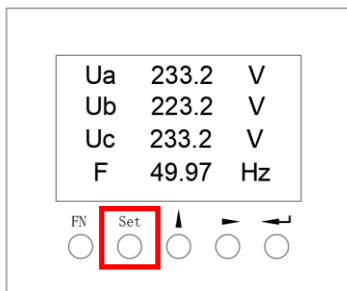 Ua 233.2 V
Ub 223.2 V
Uc 233.2 V
F 49.97 Hz
FN Set